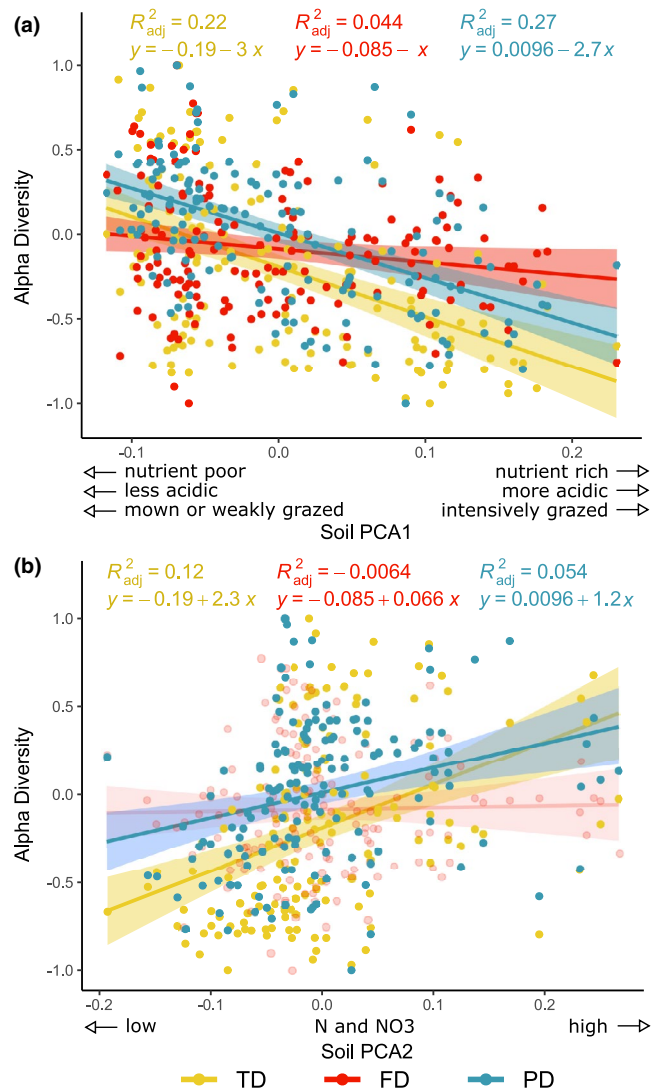 (a)
R²adj = 0.22 R²adj = 0.044 R²adj = 0.27
y = −0.19 − 3 x y = −0.085 − x y = 0.0096 − 2.7 x
Alpha Diversity
1.0
0.5
0.0
-0.5
-1.0
-0.1 0.0 0.1 0.2
← nutrient poor nutrient rich →
← less acidic more acidic →
← mown or weakly grazed intensively grazed →
Soil PCA1
(b)
R²adj = 0.12 R²adj = −0.0064 R²adj = 0.054
y = −0.19 + 2.3 x y = −0.085 + 0.066 x y = 0.0096 + 1.2 x
Alpha Diversity
1.0
0.5
0.0
-0.5
-1.0
-0.2 -0.1 0.0 0.1 0.2
← low N and NO3 high →
Soil PCA2
TD FD PD